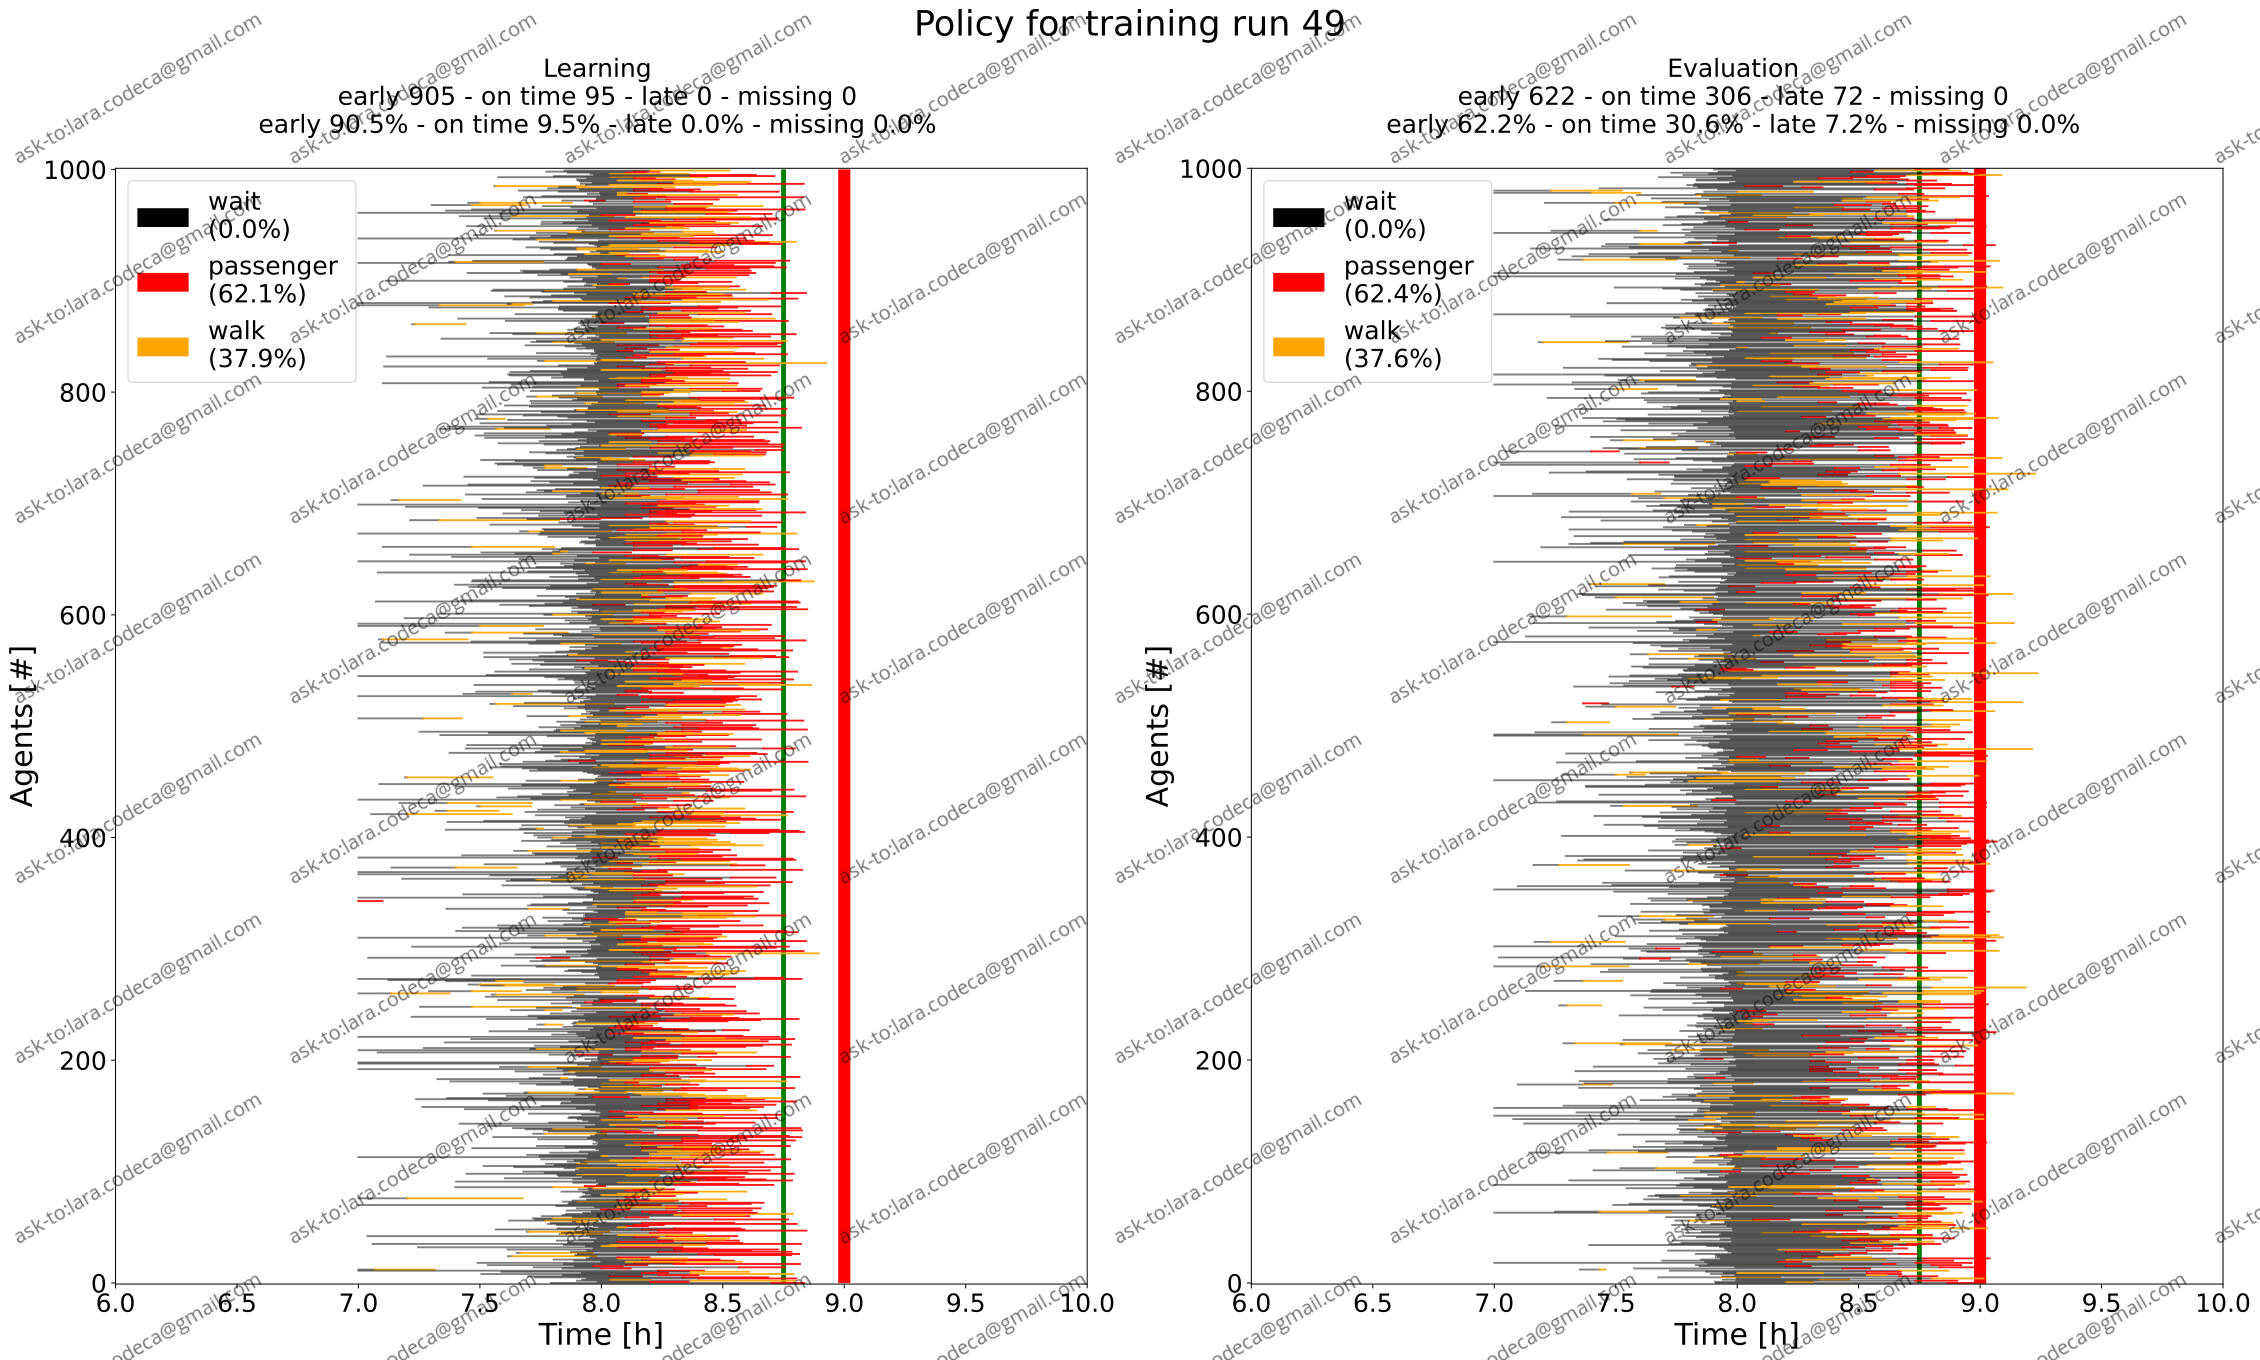 Policy for training run 49
Learning
early 905 - on time 95 - late 0 - missing 0
early 90.5% - on time 9.5% - late 0.0% - missing 0.0%
1000
800
600
400
200
0
Agents [#]
wait
(0.0%)
passenger
(62.1%)
walk
(37.9%)
6.0 6.5 7.0 7.5 8.0 8.5 9.0 9.5 10.0
Time [h]
Evaluation
early 622 - on time 306 - late 72 - missing 0
early 62.2% - on time 30.6% - late 7.2% - missing 0.0%
1000
800
600
400
200
0
Agents [#]
wait
(0.0%)
passenger
(62.4%)
walk
(37.6%)
6.0 6.5 7.0 7.5 8.0 8.5 9.0 9.5 10.0
Time [h]
ask-to:lara.codeca@gmail.com